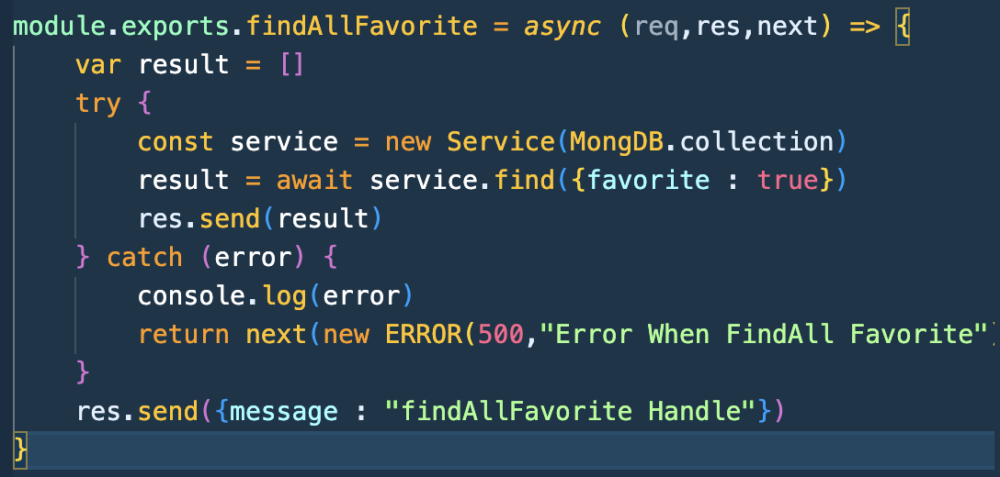 module.exports.findAllFavorite = async (req,res,next) => {
    var result = []
    try {
        const service = new Service(MongDB.collection)
        result = await service.find({favorite : true})
        res.send(result)
    } catch (error) {
        console.log(error)
        return next(new ERROR(500,"Error When FindAll Favorite")
    }
    res.send({message : "findAllFavorite Handle"})
}